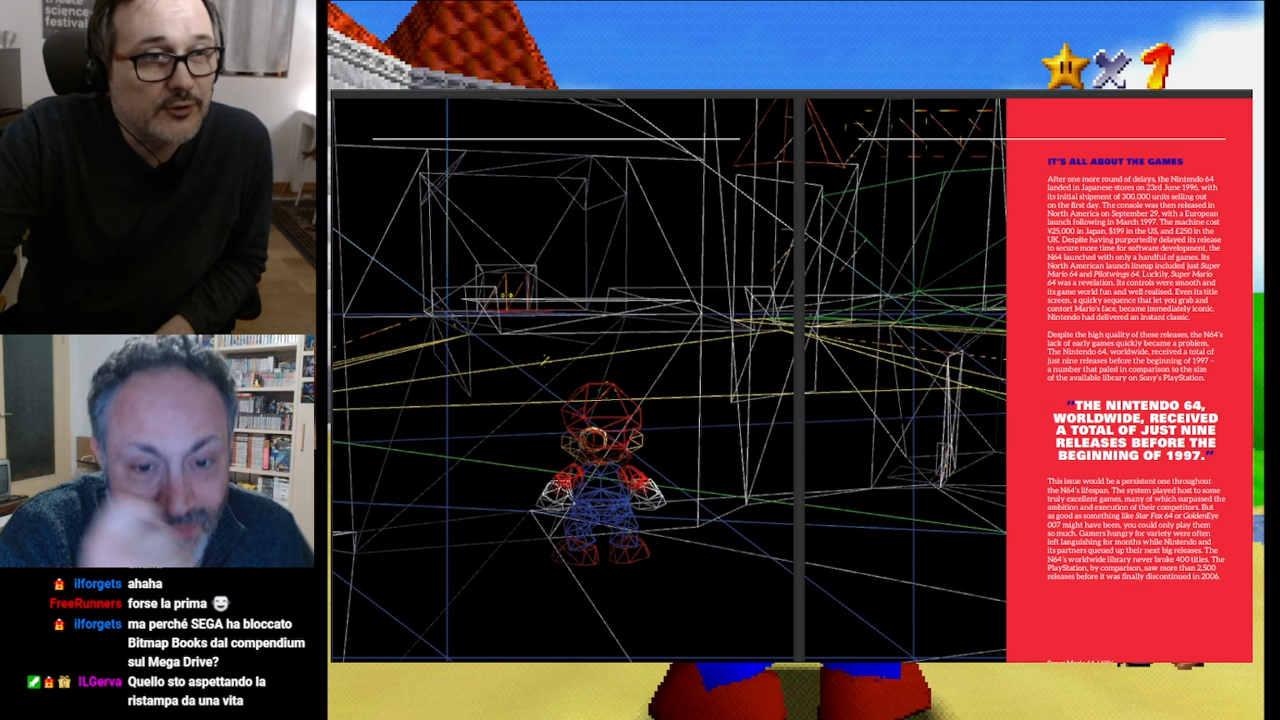 science-
festival
x 1
IT'S ALL ABOUT THE GAMES
After one more round of delays, the Nintendo 64
landed in Japanese stores on 23rd June 1996, with
its initial shipment of 300,000 units selling out
on the first day. The console was then released in
North America on September 29, with a European
launch following in March 1997. The machine cost
¥25,000 in Japan, $199 in the US, and £250 in the
UK. Despite having purportedly delayed its release
to secure more time for software development, the
N64 launched with only a handful of games. Its
North American launch lineup included just Super
Mario 64 and Pilotwings 64. Luckily, Super Mario
64 was a revelation. Its controls were smooth and
its game world fun and well realised. Even its title
screen, a quirky sequence that let you grab and
contort Mario's face, became immediately iconic.
Nintendo had delivered an instant classic.
Despite the high quality of these releases, the N64's
lack of early games quickly became a problem.
The Nintendo 64, worldwide, received a total of
just nine releases before the beginning of 1997 –
a number that paled in comparison to the size
of the available library on Sony's PlayStation.
"THE NINTENDO 64,
WORLDWIDE, RECEIVED
A TOTAL OF JUST NINE
RELEASES BEFORE THE
BEGINNING OF 1997."
This issue would be a persistent one throughout
the N64's lifespan. The system played host to some
truly excellent games, many of which surpassed the
ambition and execution of their competitors. But
as good as something like Star Fox 64 or GoldenEye
007 might have been, you could only play them
so much. Gamers hungry for variety were often
left languishing for months while Nintendo and
its partners queued up their next big releases. The
N64's worldwide library never broke 400 titles. The
PlayStation, by comparison, saw more than 2,500
releases before it was finally discontinued in 2006.
ilforgets ahaha
FreeRunners forse la prima
ilforgets ma perché SEGA ha bloccato
Bitmap Books dal compendium
sul Mega Drive?
ILGerva Quello sto aspettando la
ristampa da una vita